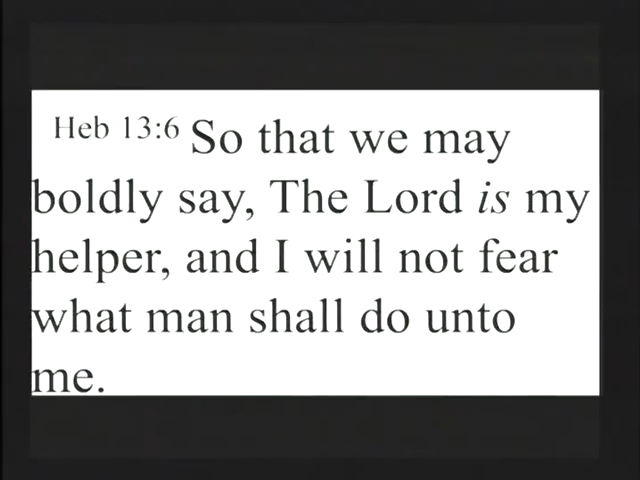 Heb 13:6 So that we may
boldly say, The Lord is my
helper, and I will not fear
what man shall do unto
me.